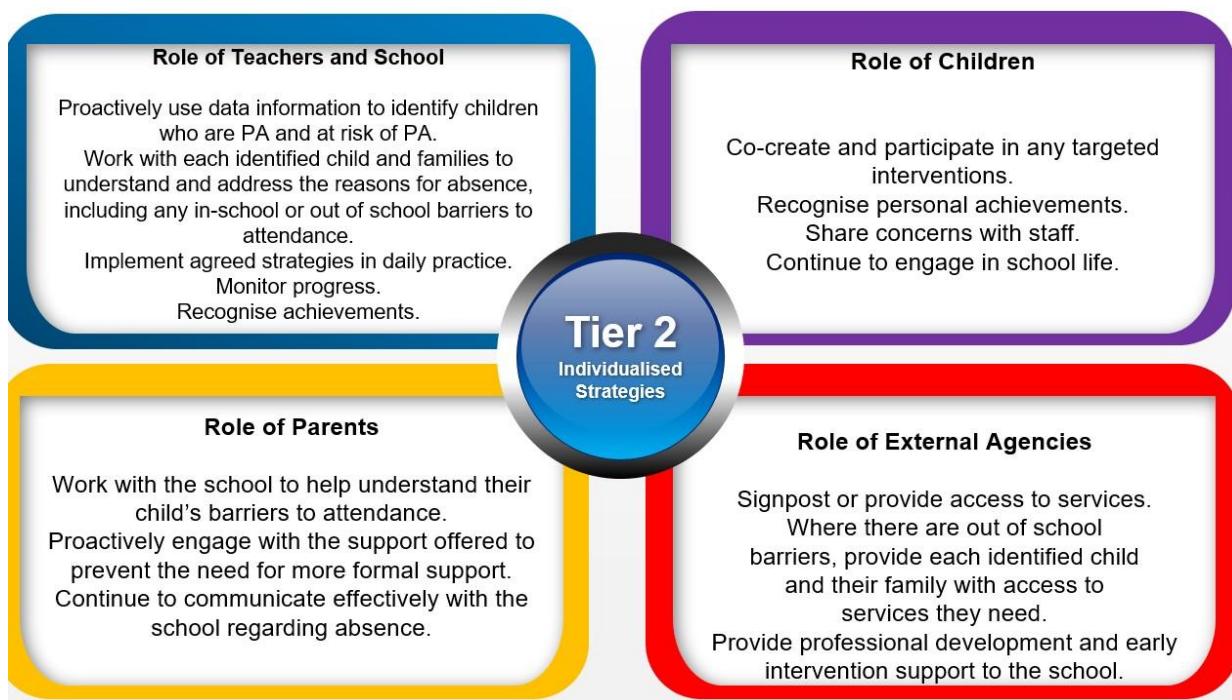 Role of Teachers and School
Proactively use data information to identify children
who are PA and at risk of PA.
Work with each identified child and families to
understand and address the reasons for absence,
including any in-school or out of school barriers to
attendance.
Implement agreed strategies in daily practice.
Monitor progress.
Recognise achievements.
Role of Children
Co-create and participate in any targeted
interventions.
Recognise personal achievements.
Share concerns with staff.
Continue to engage in school life.
Tier 2
Individualised
Strategies
Role of Parents
Work with the school to help understand their
child’s barriers to attendance.
Proactively engage with the support offered to
prevent the need for more formal support.
Continue to communicate effectively with the
school regarding absence.
Role of External Agencies
Signpost or provide access to services.
Where there are out of school
barriers, provide each identified child
and their family with access to
services they need.
Provide professional development and early
intervention support to the school.